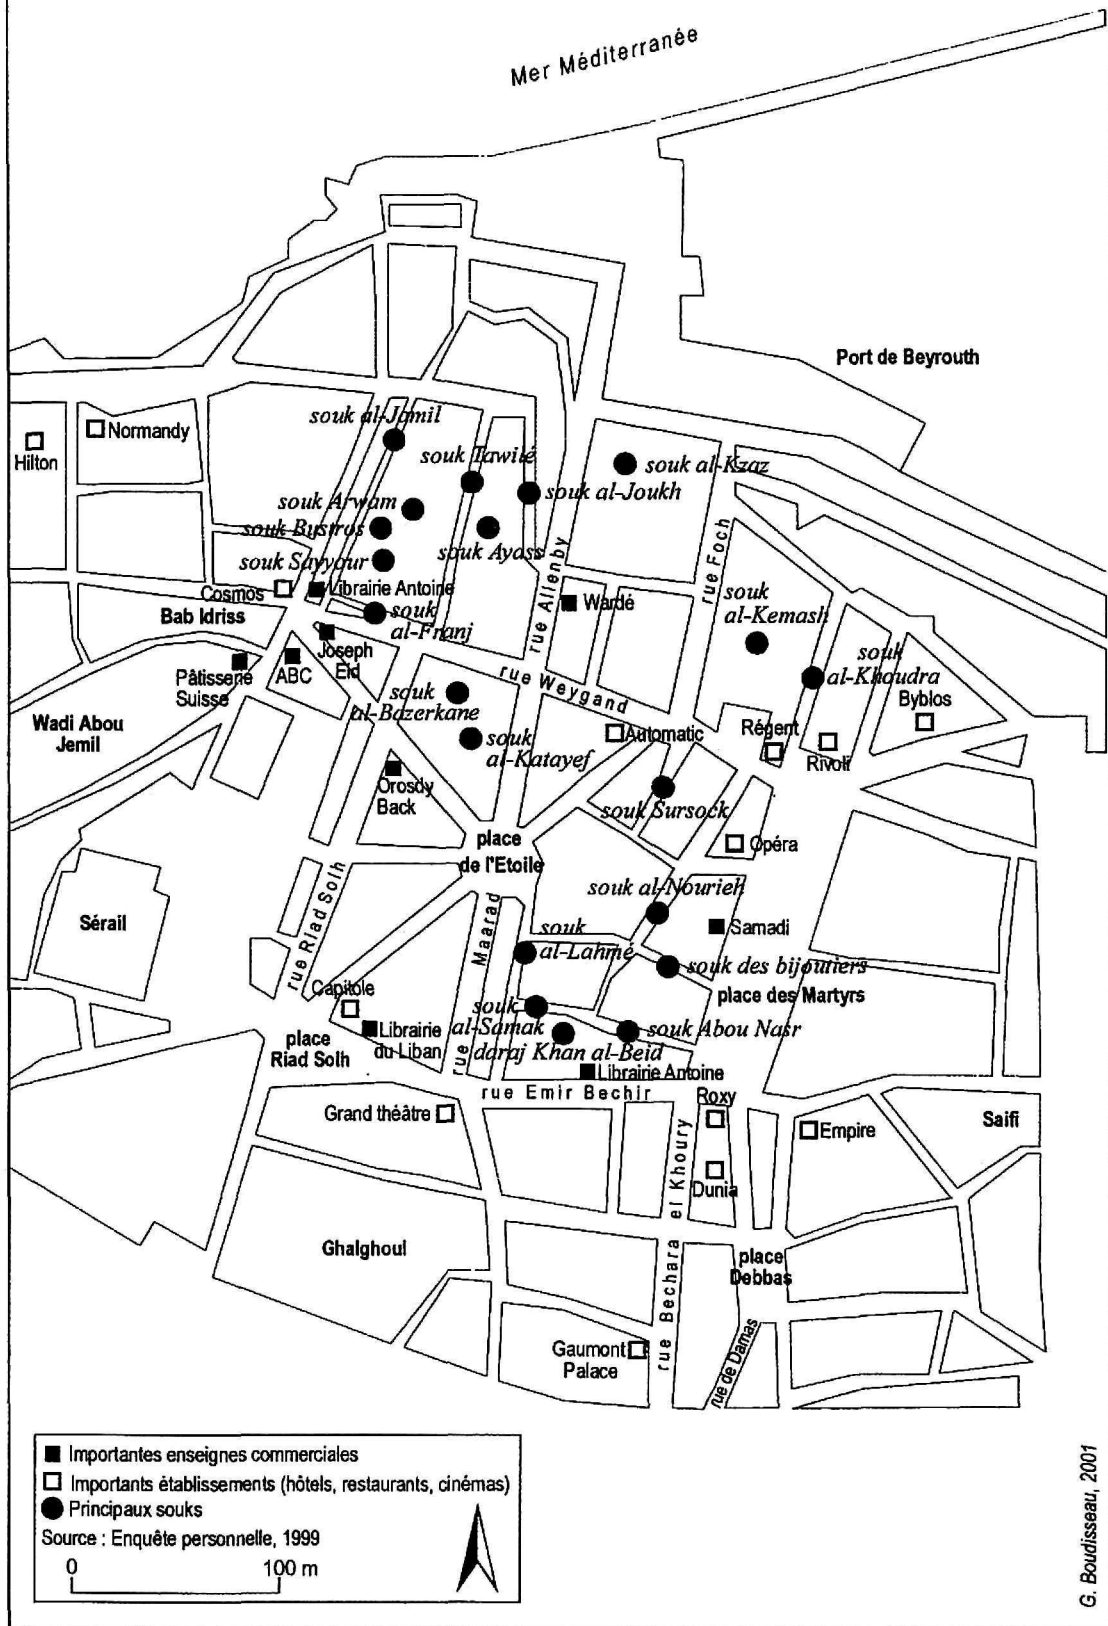 Mer Méditerranée
Port de Beyrouth
Hilton
Normandy
souk al-Jamil
souk Tawilé
souk al-Kzaz
souk al-Joukh
souk Arwam
souk Bustros
souk Ayass
souk Sayyour
rue Allenby
rue Foch
Cosmos
Librairie Antoine
Bab Idriss
souk
al-Franj
Wardé
souk
al-Kemash
Joseph
Eid
ABC
Pâtisserie
Suisse
rue Weygand
souk
al-Khoudra
Byblos
Wadi Abou
Jemil
souk
al-Bazerkane
souk
al-Katayef
Automatic
Régent
Rivoli
Orosdy
Back
souk Sursock
Opéra
place
de l'Etoile
Sérail
rue Riad Solh
rue Maarad
souk al-Nourieh
Samadi
souk
al-Lahmé
souk des bijoutiers
place des Martyrs
Capitole
Librairie
du Liban
place
Riad Solh
souk
al-Samak
daraj Khan al-Beid
souk Abou Nasr
Librairie Antoine
rue Emir Bechir
Grand théâtre
Roxy
Empire
Saifi
Dunia
rue Bechara el Khoury
Ghalghoul
place
Debbas
Gaumont
Palace
rue de Damas
Importantes enseignes commerciales
Importants établissements (hôtels, restaurants, cinémas)
Principaux souks
Source : Enquête personnelle, 1999
0 100 m
G. Boudisseau, 2001